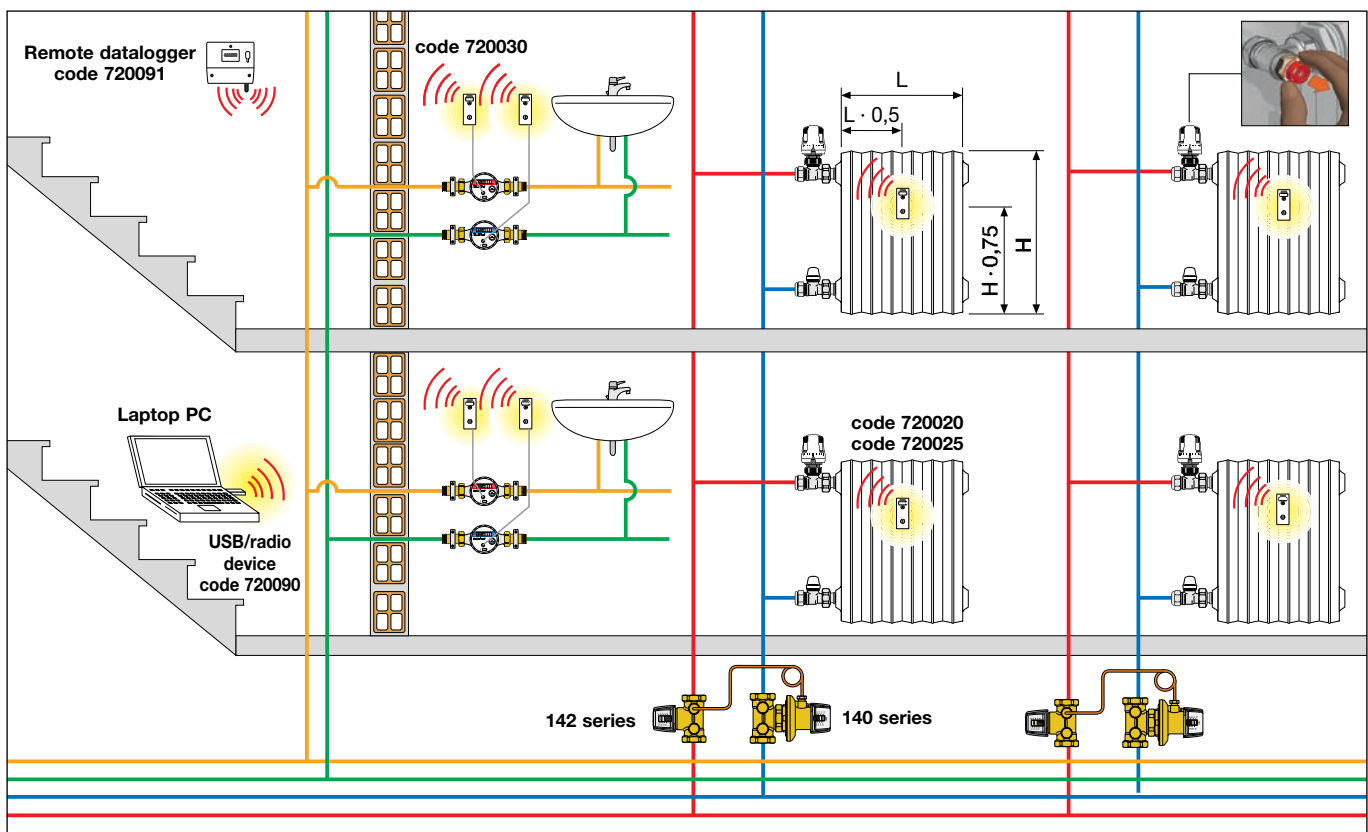 Remote datalogger
code 720091
code 720030
L
L · 0,5
H · 0,75
H
Laptop PC
USB/radio
device
code 720090
code 720020
code 720025
142 series
140 series